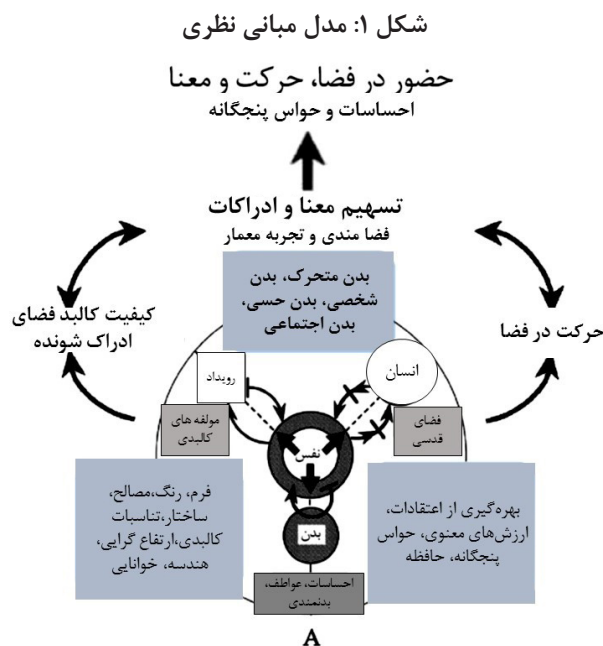 شکل ۱: مدل مبانی نظری
حضور در فضا، حرکت و معنا
احساسات و حواس پنجگانه
تسهیم معنا و ادراکات
فضا مندی و تجربه معمار
بدن متحرک، بدن
شخصی، بدن حسی،
بدن اجتماعی
کیفیت کالبد فضای
ادراک شونده
حرکت در فضا
رویداد
انسان
مولفه های
کالبدی
فضای
قدسی
نفس
فرم، رنگ،مصالح،
ساختار،تناسبات
کالبدی،ارتفاع گرایی،
هندسه، خوانایی
بهره‌گیری از اعتقادات،
ارزش‌های معنوی، حواس
پنجگانه، حافظه
بدن
احساسات، عواطف،
بدنمندی
A